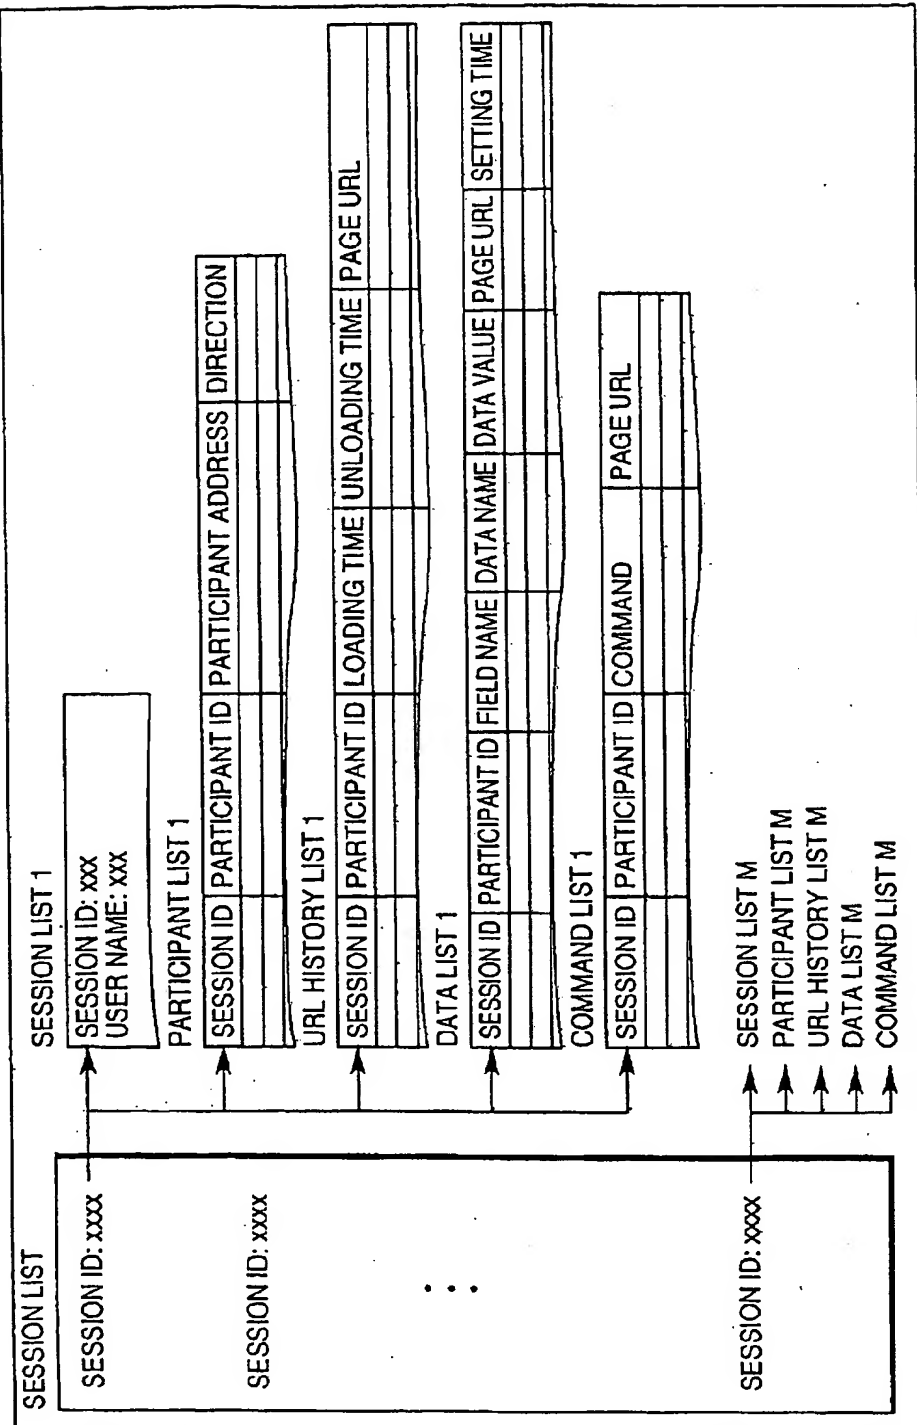 SESSION LIST
SESSION ID: xxxx
SESSION ID: xxxx
SESSION ID: xxxx
SESSION LIST 1
SESSION ID: xxx
USER NAME: xxx
PARTICIPANT LIST 1
SESSION ID PARTICIPANT ID PARTICIPANT ADDRESS DIRECTION
URL HISTORY LIST 1
SESSION ID PARTICIPANT ID LOADING TIME UNLOADING TIME PAGE URL
DATA LIST 1
SESSION ID PARTICIPANT ID FIELD NAME DATA NAME DATA VALUE PAGE URL SETTING TIME
COMMAND LIST 1
SESSION ID PARTICIPANT ID COMMAND PAGE URL
SESSION LIST M
PARTICIPANT LIST M
URL HISTORY LIST M
DATA LIST M
COMMAND LIST M